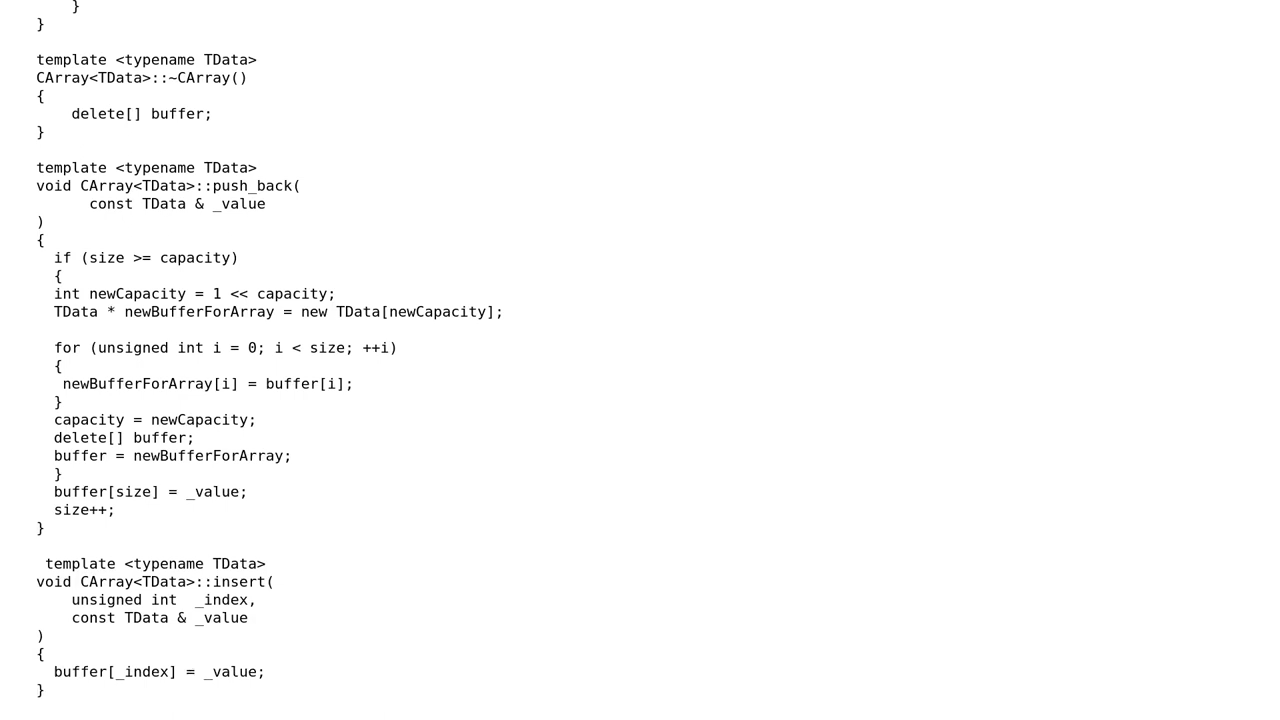 }
}

template <typename TData>
CArray<TData>::~CArray()
{
    delete[] buffer;
}

template <typename TData>
void CArray<TData>::push_back(
      const TData & _value
)
{
  if (size >= capacity)
  {
  int newCapacity = 1 << capacity;
  TData * newBufferForArray = new TData[newCapacity];

  for (unsigned int i = 0; i < size; ++i)
  {
   newBufferForArray[i] = buffer[i];
  }
  capacity = newCapacity;
  delete[] buffer;
  buffer = newBufferForArray;
  }
  buffer[size] = _value;
  size++;
}

 template <typename TData>
void CArray<TData>::insert(
    unsigned int  _index,
    const TData & _value
)
{
  buffer[_index] = _value;
}